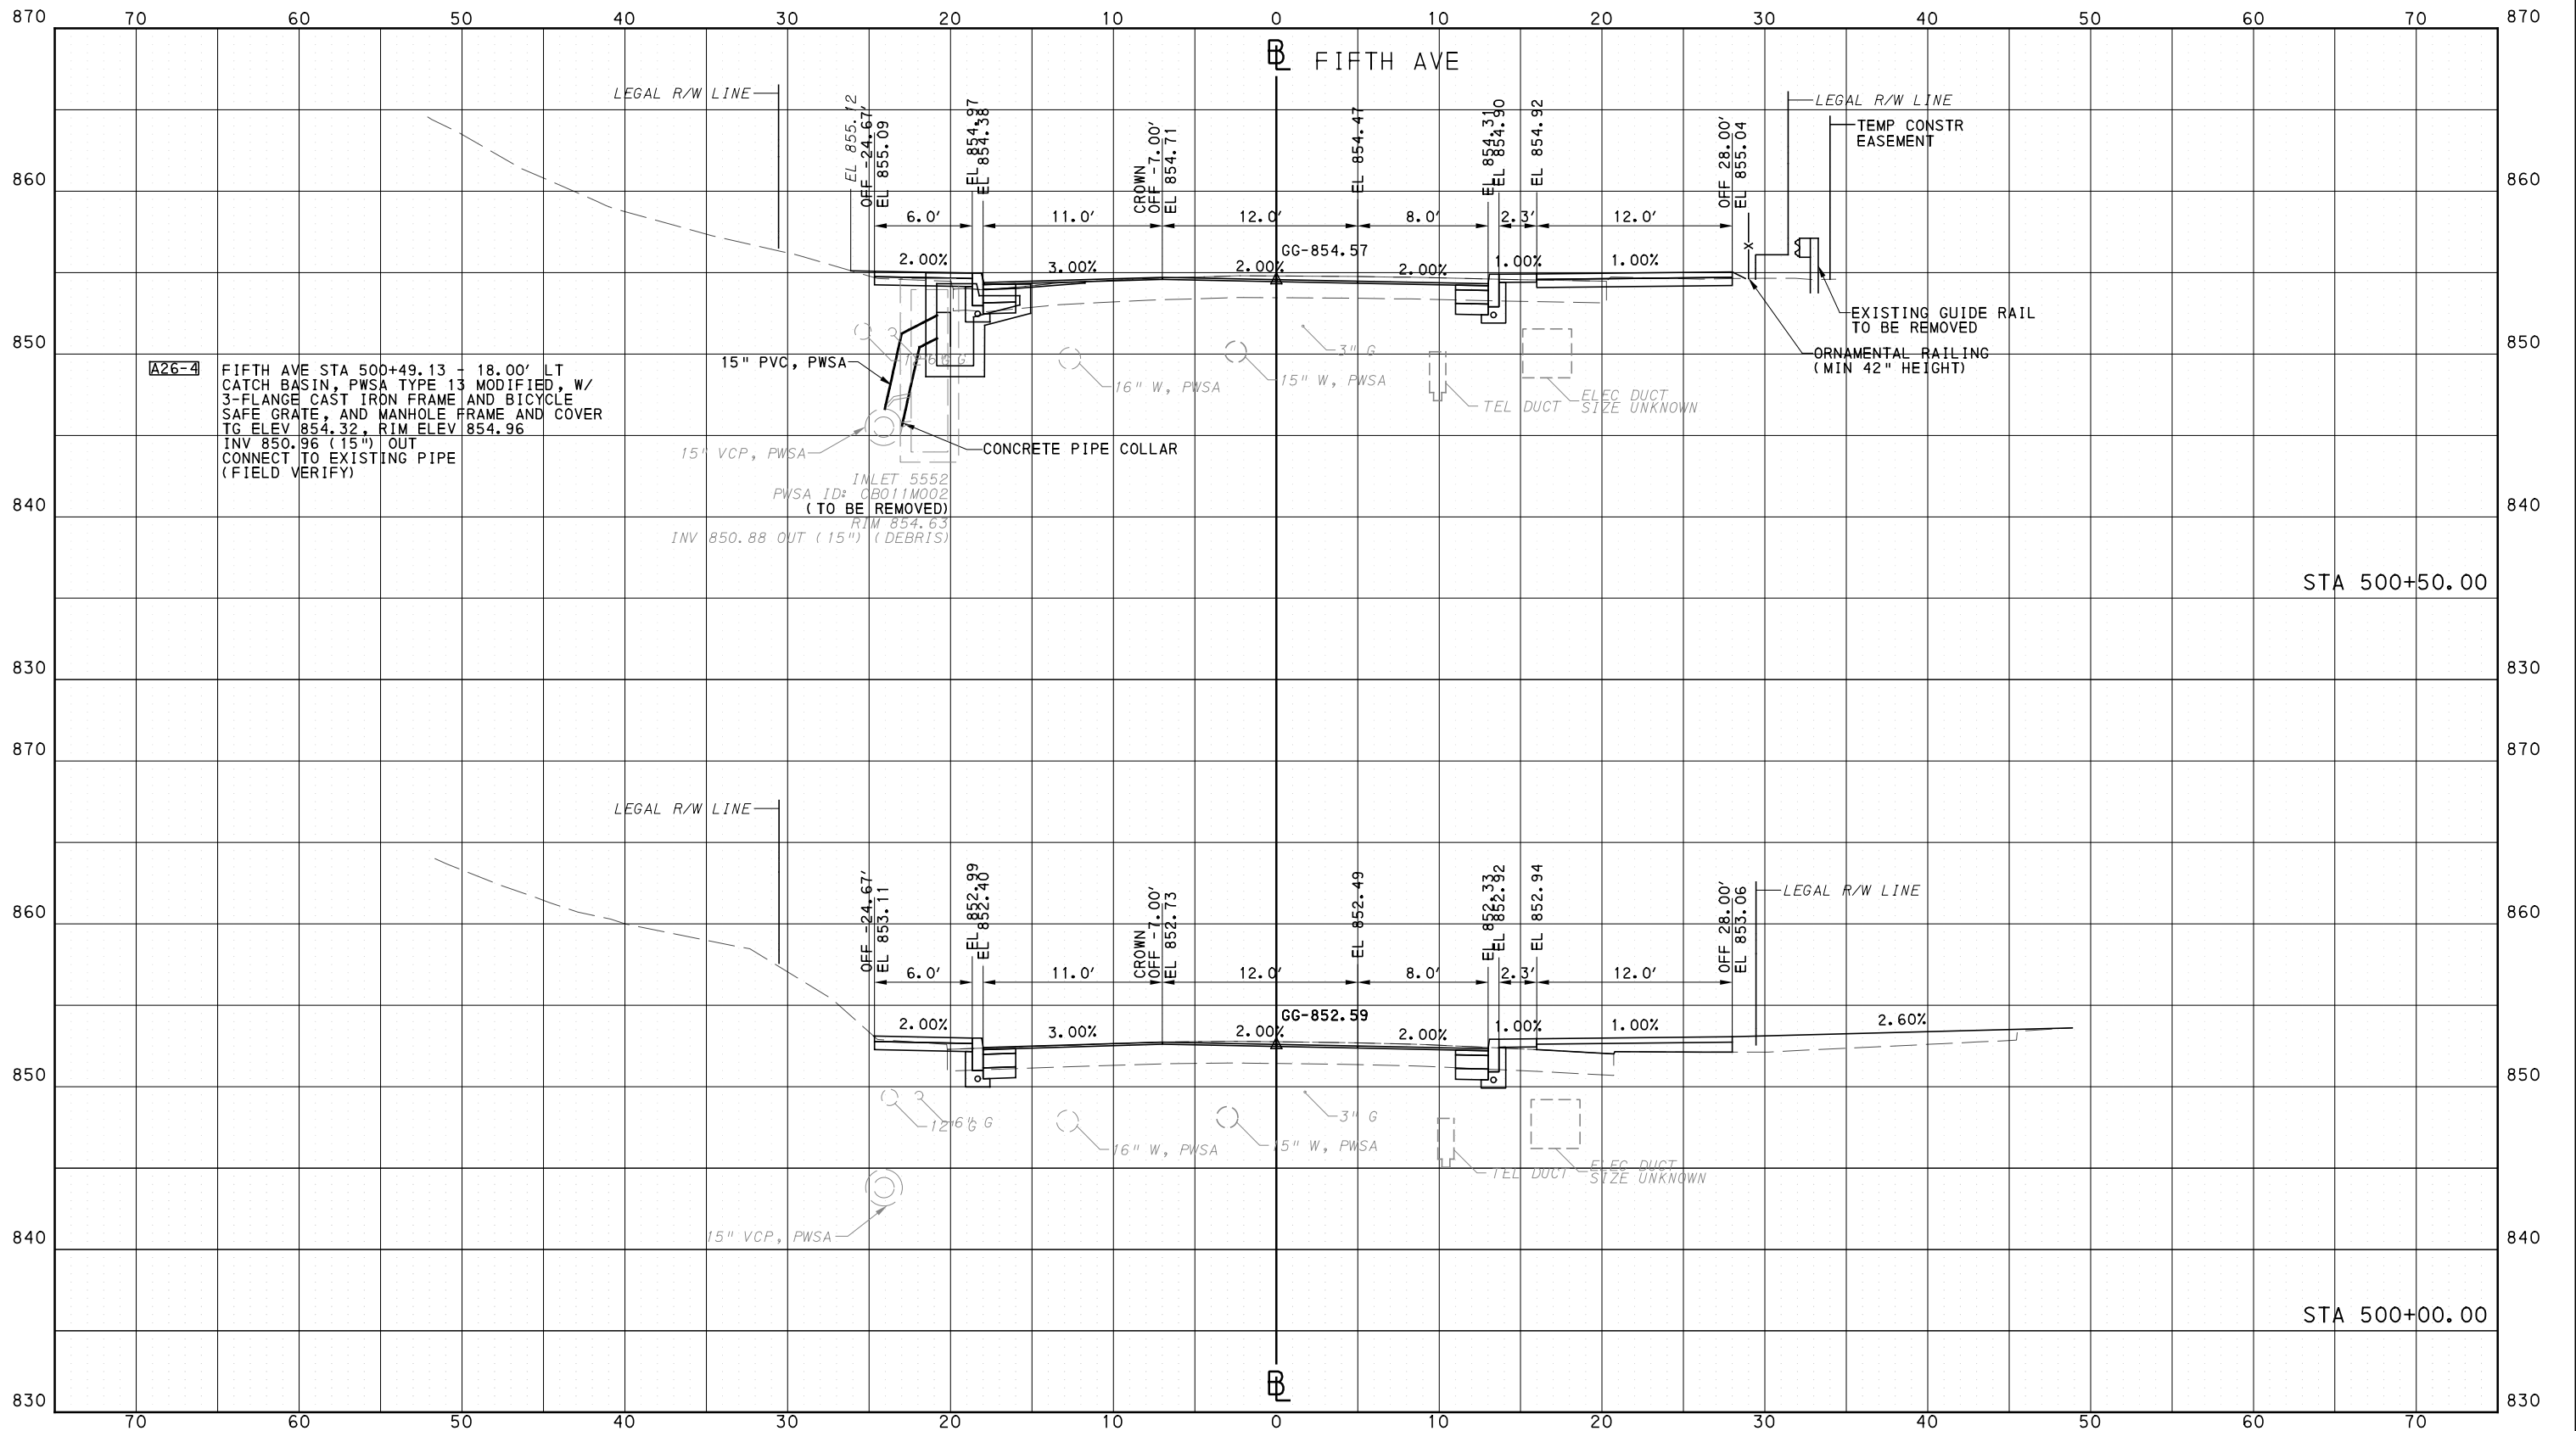 870 70 60 50 40 30 20 10 0 10 20 30 40 50 60 70 870
BL FIFTH AVE
LEGAL R/W LINE
LEGAL R/W LINE
TEMP CONSTR
EASEMENT
EL 855.12
OFF -24.67'
EL 855.09
EL 854.97
EL 854.38
CROWN
OFF -7.00'
EL 854.71
EL 854.47
EL 854.31
EL 854.90
EL 854.92
OFF 28.00'
EL 855.04
860 860
6.0' 11.0' 12.0' 8.0' 2.3' 12.0'
X
GG-854.57
2.00% 3.00% 2.00% 2.00% 1.00% 1.00%
EXISTING GUIDE RAIL
TO BE REMOVED
ORNAMENTAL RAILING
(MIN 42" HEIGHT)
850 850
6" G
3" G
15" PVC, PWSA
16" W, PWSA
15" W, PWSA
TEL DUCT
ELEC DUCT
SIZE UNKNOWN
A26-4
FIFTH AVE STA 500+49.13 - 18.00' LT
CATCH BASIN, PWSA TYPE 13 MODIFIED, W/
3-FLANGE CAST IRON FRAME AND BICYCLE
SAFE GRATE, AND MANHOLE FRAME AND COVER
TG ELEV 854.32, RIM ELEV 854.96
INV 850.96 (15") OUT
CONNECT TO EXISTING PIPE
(FIELD VERIFY)
15" VCP, PWSA
CONCRETE PIPE COLLAR
INLET 5552
PWSA ID: CB011M002
(TO BE REMOVED)
RIM 854.63
INV 850.88 OUT (15") (DEBRIS)
840 840
STA 500+50.00
830 830
870 870
LEGAL R/W LINE
LEGAL R/W LINE
OFF -24.67'
EL 853.11
EL 852.99
EL 852.40
CROWN
OFF -7.00'
EL 852.73
EL 852.49
EL 852.33
EL 852.92
EL 852.94
OFF 28.00'
EL 853.06
860 860
6.0' 11.0' 12.0' 8.0' 2.3' 12.0'
GG-852.59
2.00% 3.00% 2.00% 2.00% 1.00% 1.00% 2.60%
850 850
12" G
6" G
3" G
16" W, PWSA
15" W, PWSA
TEL DUCT
ELEC DUCT
SIZE UNKNOWN
15" VCP, PWSA
840 840
STA 500+00.00
BL
830 830
70 60 50 40 30 20 10 0 10 20 30 40 50 60 70